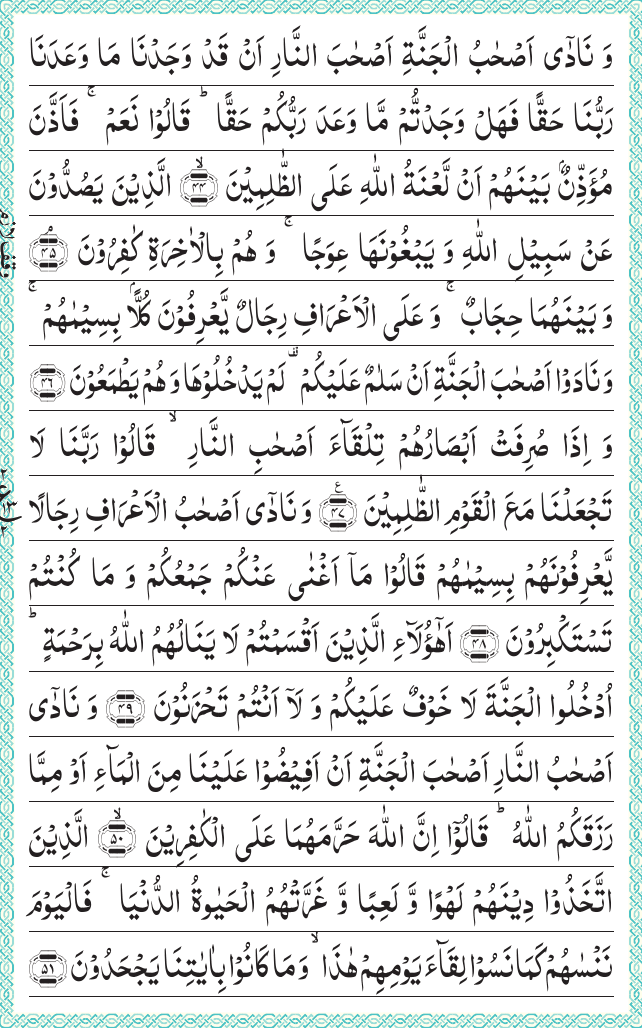 وَ نَادٰۤی اَصْحٰبُ الْجَنَّةِ اَصْحٰبَ النَّارِ اَنْ قَدْ وَجَدْنَا مَا وَعَدَنَا
رَبُّنَا حَقًّا فَهَلْ وَجَدْتُّمْ مَّا وَعَدَ رَبُّكُمْ حَقًّا ؕ قَالُوْا نَعَمْ ۚ فَاَذَّنَ
مُؤَذِّنٌۢ بَیْنَهُمْ اَنْ لَّعْنَةُ اللّٰهِ عَلَی الظّٰلِمِیْنَ ۙ﴿۴۴﴾ الَّذِیْنَ یَصُدُّوْنَ
عَنْ سَبِیْلِ اللّٰهِ وَ یَبْغُوْنَهَا عِوَجًا ۚ وَ هُمْ بِالْاٰخِرَةِ كٰفِرُوْنَ ﴿ۘ۴۵﴾
وَ بَیْنَهُمَا حِجَابٌ ۚ وَ عَلَی الْاَعْرَافِ رِجَالٌ یَّعْرِفُوْنَ كُلًّۢا بِسِیْمٰىهُمْ ۚ
وَ نَادَوْا اَصْحٰبَ الْجَنَّةِ اَنْ سَلٰمٌ عَلَیْكُمْ ۟ لَمْ یَدْخُلُوْهَا وَ هُمْ یَطْمَعُوْنَ ﴿۴۶﴾
وَ اِذَا صُرِفَتْ اَبْصَارُهُمْ تِلْقَآءَ اَصْحٰبِ النَّارِ ۙ قَالُوْا رَبَّنَا لَا
تَجْعَلْنَا مَعَ الْقَوْمِ الظّٰلِمِیْنَ ﴿۴۷﴾ع وَ نَادٰۤی اَصْحٰبُ الْاَعْرَافِ رِجَالًا
یَّعْرِفُوْنَهُمْ بِسِیْمٰىهُمْ قَالُوْا مَاۤ اَغْنٰی عَنْكُمْ جَمْعُكُمْ وَ مَا كُنْتُمْ
تَسْتَكْبِرُوْنَ ﴿۴۸﴾ اَهٰۤؤُلَآءِ الَّذِیْنَ اَقْسَمْتُمْ لَا یَنَالُهُمُ اللّٰهُ بِرَحْمَةٍ ؕ
اُدْخُلُوا الْجَنَّةَ لَا خَوْفٌ عَلَیْكُمْ وَ لَاۤ اَنْتُمْ تَحْزَنُوْنَ ﴿۴۹﴾ وَ نَادٰۤی
اَصْحٰبُ النَّارِ اَصْحٰبَ الْجَنَّةِ اَنْ اَفِیْضُوْا عَلَیْنَا مِنَ الْمَآءِ اَوْ مِمَّا
رَزَقَكُمُ اللّٰهُ ؕ قَالُوْۤا اِنَّ اللّٰهَ حَرَّمَهُمَا عَلَی الْكٰفِرِیْنَ ۙ﴿۵۰﴾ الَّذِیْنَ
اتَّخَذُوْا دِیْنَهُمْ لَهْوًا وَّ لَعِبًا وَّ غَرَّتْهُمُ الْحَیٰوةُ الدُّنْیَا ۚ فَالْیَوْمَ
نَنْسٰىهُمْ كَمَا نَسُوْا لِقَآءَ یَوْمِهِمْ هٰذَا ۙ وَ مَا كَانُوْا بِاٰیٰتِنَا یَجْحَدُوْنَ ﴿۵۱﴾